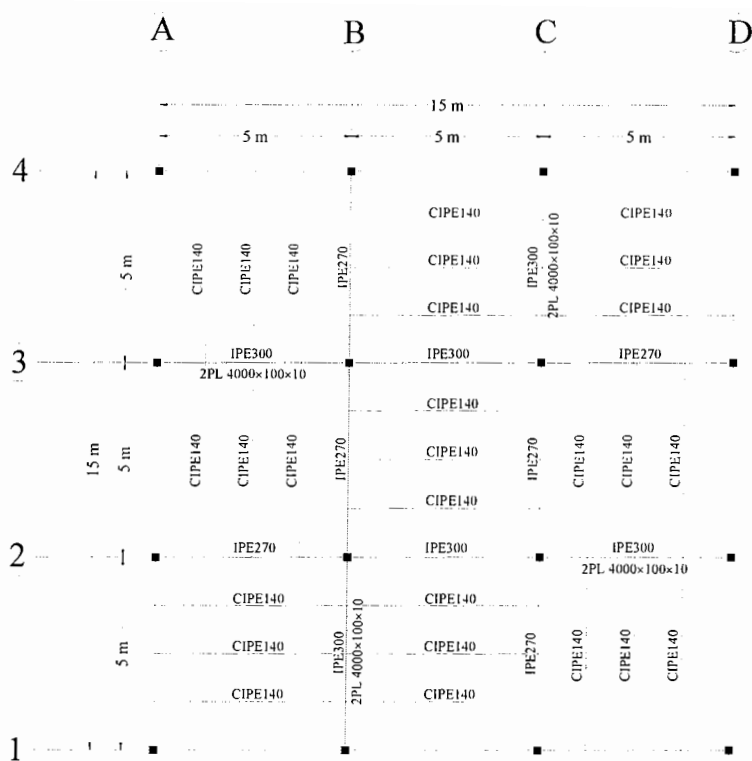 A B C D
15 m
5 m 5 m 5 m
4
CIPE140 CIPE140
5 m CIPE140 CIPE140 CIPE140 IPE270 CIPE140 IPE300 2PL 4000×100×10 CIPE140
CIPE140 CIPE140
3 IPE300 IPE300 IPE270
2PL 4000×100×10
CIPE140
15 m 5 m CIPE140 CIPE140 CIPE140 IPE270 CIPE140 IPE270 CIPE140 CIPE140 CIPE140
CIPE140
2 IPE270 IPE300 IPE300
2PL 4000×100×10
CIPE140 CIPE140
5 m CIPE140 IPE300 2PL 4000×100×10 CIPE140 IPE270 CIPE140 CIPE140 CIPE140
CIPE140 CIPE140
1